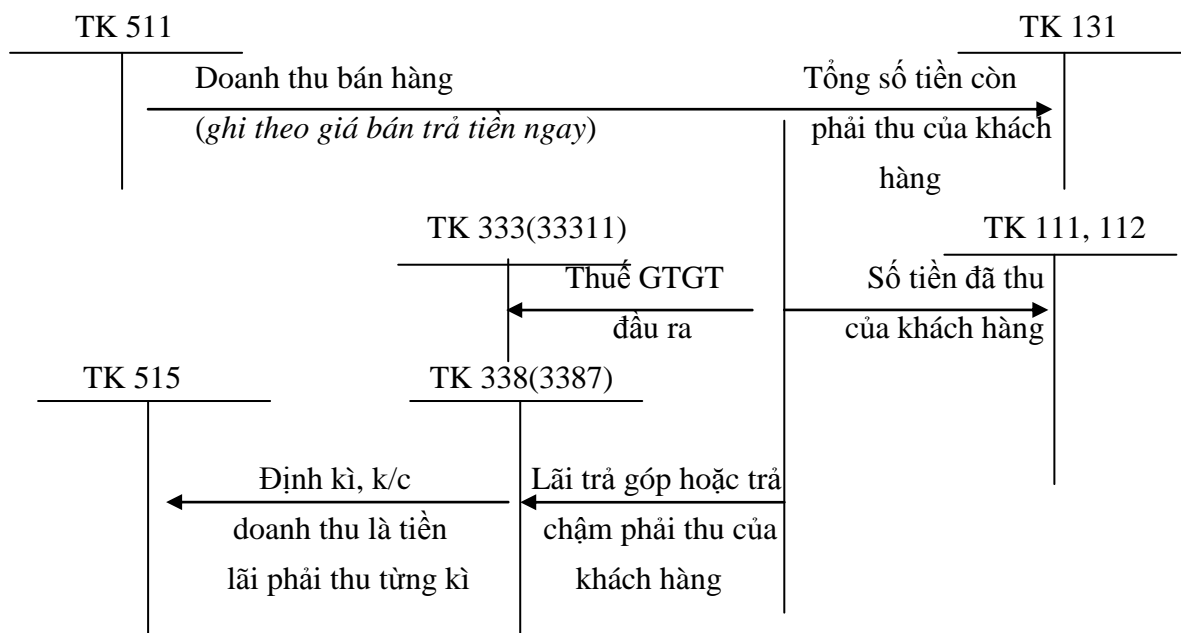 TK 511
TK 131
Doanh thu bán hàng
(ghi theo giá bán trả tiền ngay)
Tổng số tiền còn
phải thu của khách
hàng
TK 333(33311)
TK 111, 112
Thuế GTGT
đầu ra
Số tiền đã thu
của khách hàng
TK 515
TK 338(3387)
Định kì, k/c
doanh thu là tiền
lãi phải thu từng kì
Lãi trả góp hoặc trả
chậm phải thu của
khách hàng